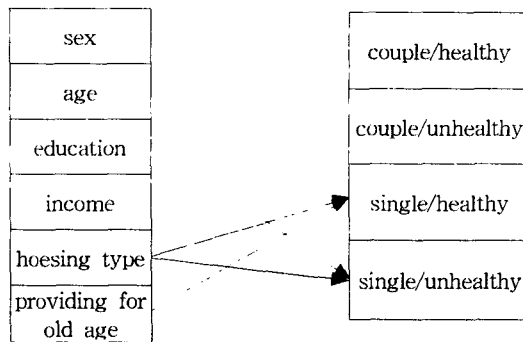 sex
age
education
income
hoesing type
providing for
old age
couple/healthy
couple/unhealthy
single/healthy
single/unhealthy